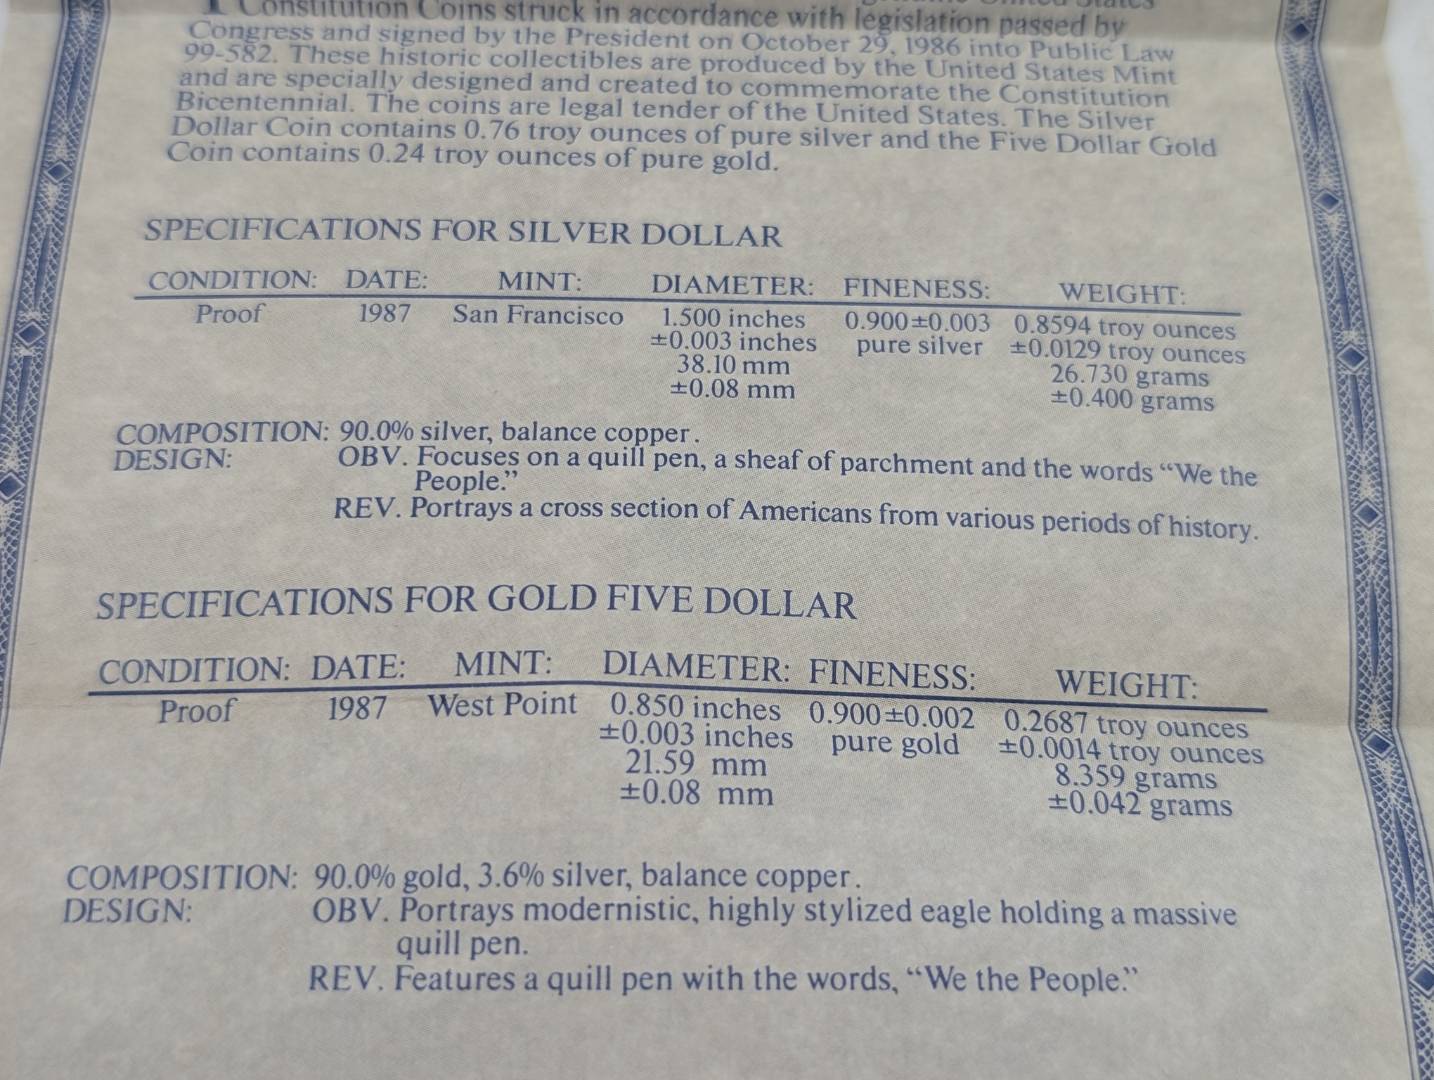 Constitution Coins struck in accordance with legislation passed by
Congress and signed by the President on October 29, 1986 into Public Law
99-582. These historic collectibles are produced by the United States Mint
and are specially designed and created to commemorate the Constitution
Bicentennial. The coins are legal tender of the United States. The Silver
Dollar Coin contains 0.76 troy ounces of pure silver and the Five Dollar Gold
Coin contains 0.24 troy ounces of pure gold.
SPECIFICATIONS FOR SILVER DOLLAR
CONDITION: DATE: MINT: DIAMETER: FINENESS: WEIGHT:
Proof 1987 San Francisco 1.500 inches 0.900±0.003 0.8594 troy ounces
±0.003 inches pure silver ±0.0129 troy ounces
38.10 mm 26.730 grams
±0.08 mm ±0.400 grams
COMPOSITION: 90.0% silver, balance copper.
DESIGN: OBV. Focuses on a quill pen, a sheaf of parchment and the words “We the
People.”
REV. Portrays a cross section of Americans from various periods of history.
SPECIFICATIONS FOR GOLD FIVE DOLLAR
CONDITION: DATE: MINT: DIAMETER: FINENESS: WEIGHT:
Proof 1987 West Point 0.850 inches 0.900±0.002 0.2687 troy ounces
±0.003 inches pure gold ±0.0014 troy ounces
21.59 mm 8.359 grams
±0.08 mm ±0.042 grams
COMPOSITION: 90.0% gold, 3.6% silver, balance copper.
DESIGN: OBV. Portrays modernistic, highly stylized eagle holding a massive
quill pen.
REV. Features a quill pen with the words, “We the People.”